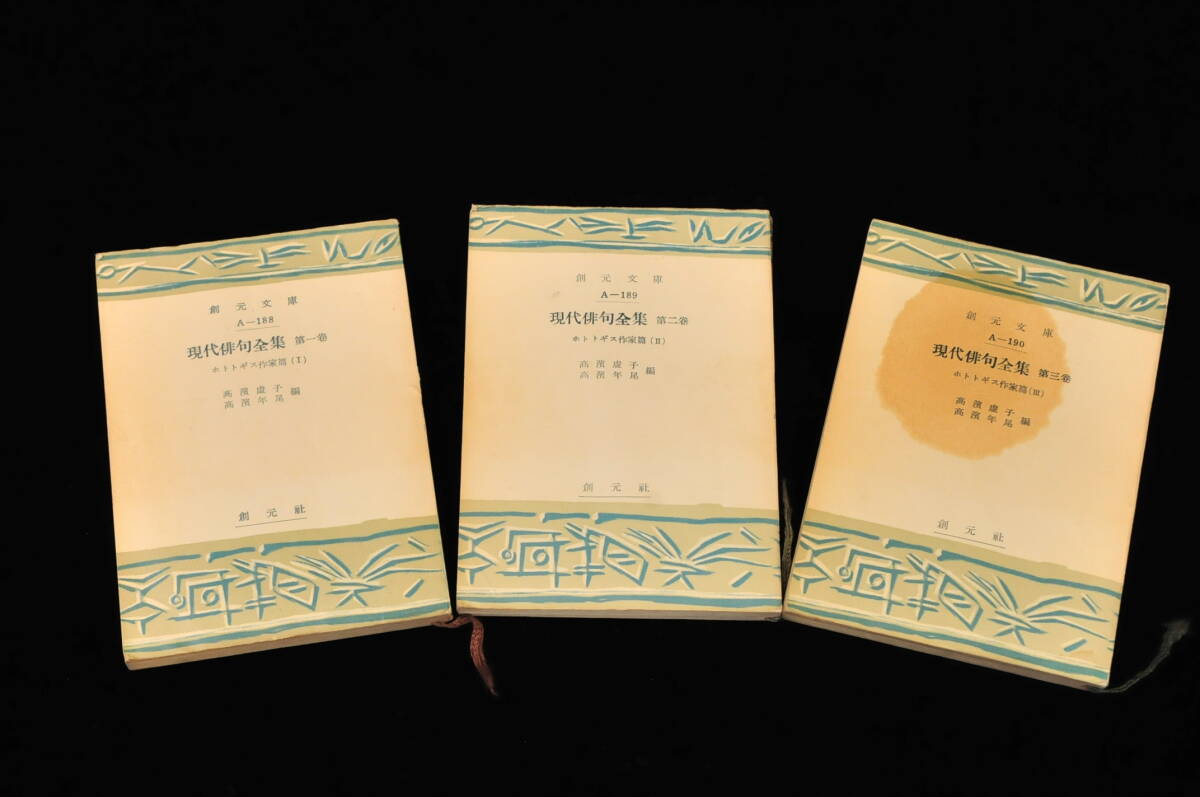 創元文庫
A—188
現代俳句全集 第一巻
ホトトギス作家篇(I)
高濱虚子
高濱年尾 編
創元社
創元文庫
A—189
現代俳句全集 第二巻
ホトトギス作家篇(II)
高濱虚子
高濱年尾 編
創元社
創元文庫
A—190
現代俳句全集 第三巻
ホトトギス作家篇(III)
高濱虚子
高濱年尾 編
創元社